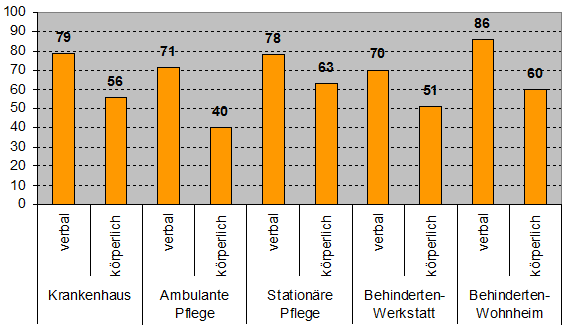 100
90
80
70
60
50
40
30
20
10
0
79
56
71
40
78
63
70
51
86
60
verbal
körperlich
verbal
körperlich
verbal
körperlich
verbal
körperlich
verbal
körperlich
Krankenhaus
Ambulante
Pflege
Stationäre
Pflege
Behinderten-
Werkstatt
Behinderten-
Wohnheim